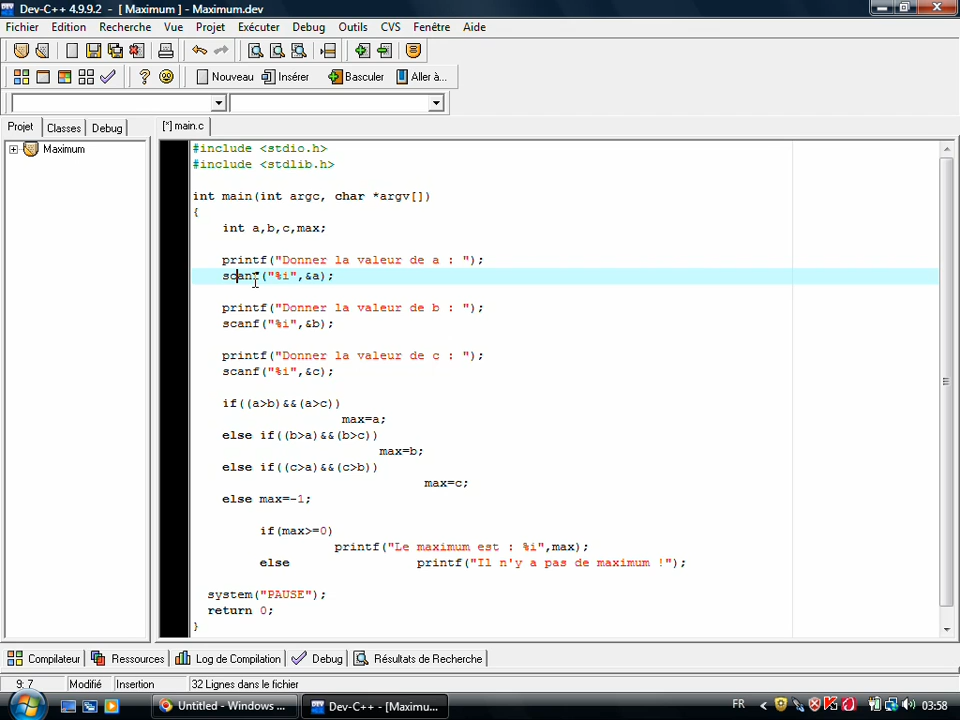 Dev-C++ 4.9.9.2 - [ Maximum ] - Maximum.dev
Fichier Edition Recherche Vue Projet Exécuter Debug Outils CVS Fenêtre Aide
Nouveau Insérer Basculer Aller à...
Projet Classes Debug [*] main.c
Maximum
#include <stdio.h>
#include <stdlib.h>
int main(int argc, char *argv[])
{
int a,b,c,max;
printf("Donner la valeur de a : ");
scanf("%i",&a);
printf("Donner la valeur de b : ");
scanf("%i",&b);
printf("Donner la valeur de c : ");
scanf("%i",&c);
if((a>b)&&(a>c))
max=a;
else if((b>a)&&(b>c))
max=b;
else if((c>a)&&(c>b))
max=c;
else max=-1;
if(max>=0)
printf("Le maximum est : %i",max);
else printf("Il n'y a pas de maximum !");
system("PAUSE");
return 0;
}
Compilateur Ressources Log de Compilation Debug Résultats de Recherche
9: 7 Modifié Insertion 32 Lignes dans le fichier
Untitled - Windows ... Dev-C++ - [Maximu... FR 03:58